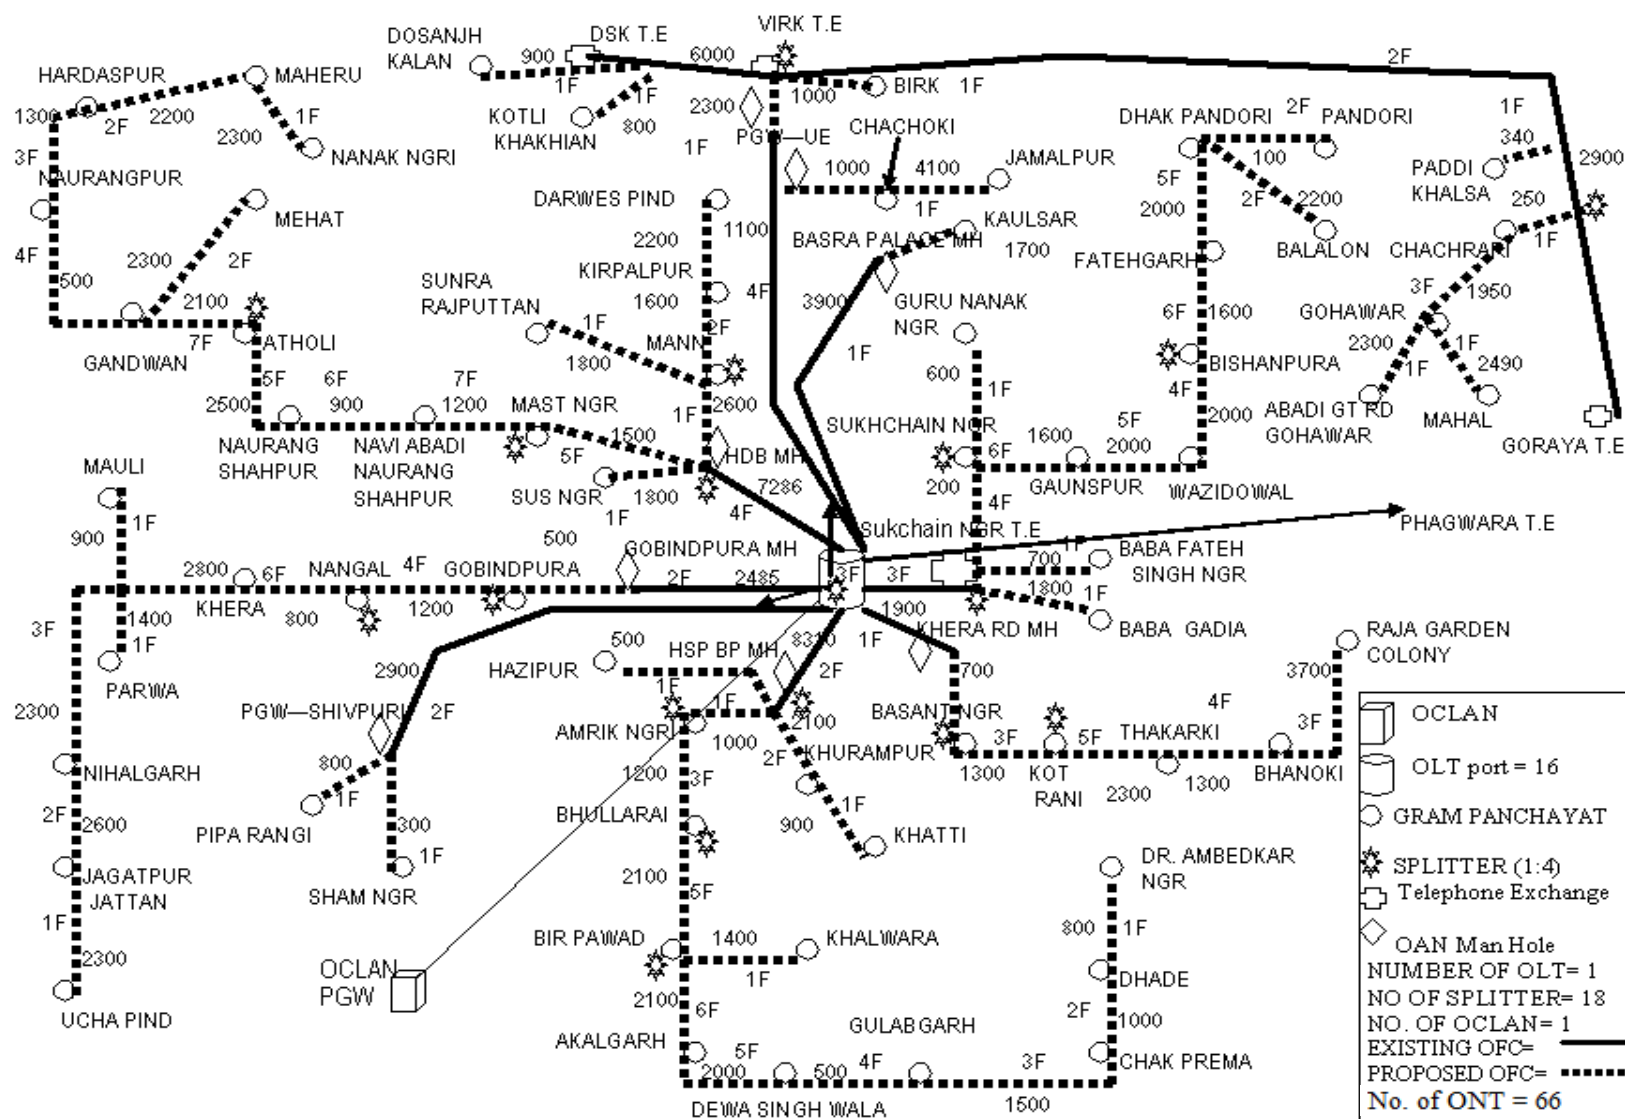 DOSANJH
KALAN
900
DSK T.E
6000
VIRK T.E
2F
HARDASPUR
MAHERU
1F
KOTLI
KHAKHIAN
1F
800
2300
1000
BIRK
1F
1300
2F
2200
2300
1F
NANAK NGRI
1F
PGW—UE
CHACHOKI
DHAK PANDORI
2F
PANDORI
1F
340
2900
3F
NAURANGPUR
MEHAT
DARWES PIND
1000
4100
JAMALPUR
1F
5F
100
PADDI
KHALSA
250
4F
2300
2F
2200
1100
KAULSAR
BASRA PALACE MH
1700
2000
2F
2200
BALALON
CHACHRARI
1F
500
2100
SUNRA
RAJPUTTAN
KIRPALPUR
1600
4F
3900
GURU NANAK
NGR
FATEHGARH
3F
1950
GOHAWAR
GANDWAN
7F
ATHOLI
1F
1800
MANN
2F
1F
600
6F
1600
BISHANPURA
2300
1F
1F
2490
5F
6F
7F
2500
900
1200
MAST NGR
1F
2600
1F
SUKHCHAIN NGR
4F
2000
ABADI GT RD
GOHAWAR
MAHAL
GORAYA T.E
NAURANG
SHAHPUR
NAVI ABADI
NAURANG
SHAHPUR
1500
5F
SUS NGR
1800
HDB MH
7286
6F
200
1600
5F
2000
GAUNSPUR
WAZIDOWAL
MAULI
1F
900
1F
4F
4F
Sukchain NGR T.E
PHAGWARA T.E
500
GOBINDPURA MH
2800
6F
NANGAL
4F
GOBINDPURA
2F
2485
3F
3F
700
1F
BABA FATEH
SINGH NGR
KHERA
800
1200
1900
1800
1F
BABA GADIA
3F
1400
1F
PARWA
2900
HAZIPUR
500
HSP BP MH
8310
2F
1F
KHERA RD MH
700
RAJA GARDEN
COLONY
3700
2300
PGW—SHIVPURI
2F
1F
1F
AMRIK NGRI
1000
2100
2F
BASANT NGR
3F
5F
THAKARKI
4F
3F
OCLAN
NIHALGARH
800
1F
PIPA RANGI
1200
3F
KHURAMPUR
1300
KOT
RANI
2300
1300
BHANOKI
OLT port = 16
2F
2600
300
1F
BHULLARAI
900
1F
KHATTI
GRAM PANCHAYAT
JAGATPUR
JATTAN
SHAM NGR
2100
5F
DR. AMBEDKAR
NGR
SPLITTER (1:4)
Telephone Exchange
1F
2300
BIR PAWAD
1400
1F
KHALWARA
800
1F
OAN Man Hole
UCHA PIND
OCLAN
PGW
2100
6F
DHADE
NUMBER OF OLT= 1
NO OF SPLITTER= 18
AKALGARH
5F
GULABGARH
4F
3F
2F
1000
CHAK PREMA
NO. OF OCLAN= 1
EXISTING OFC=
2000
500
1500
PROPOSED OFC=
DEWA SINGH WALA
No. of ONT = 66